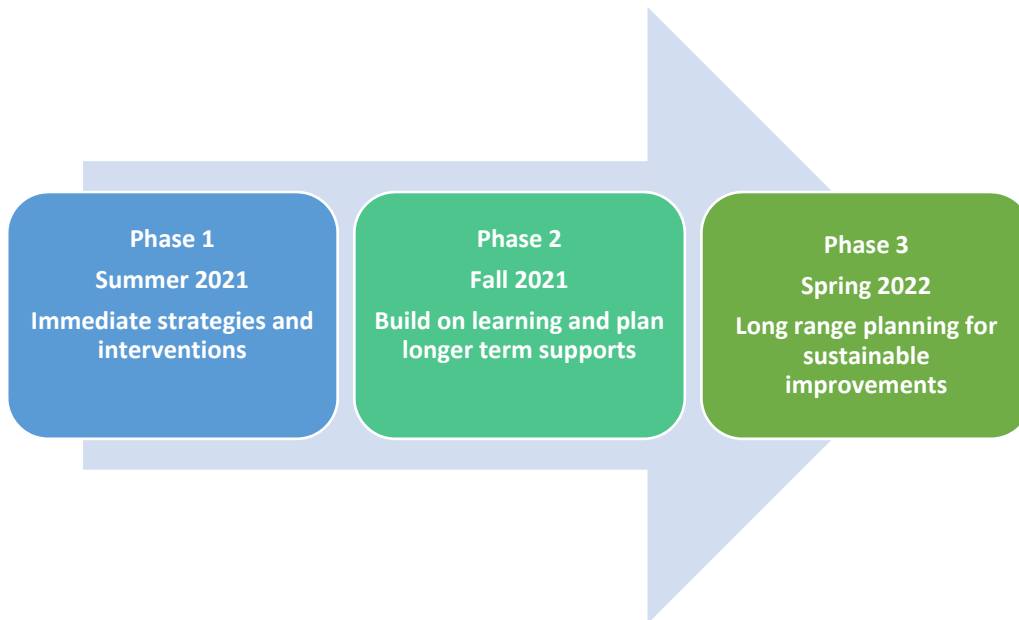 Phase 1
Summer 2021
Immediate strategies and
interventions
Phase 2
Fall 2021
Build on learning and plan
longer term supports
Phase 3
Spring 2022
Long range planning for
sustainable
improvements